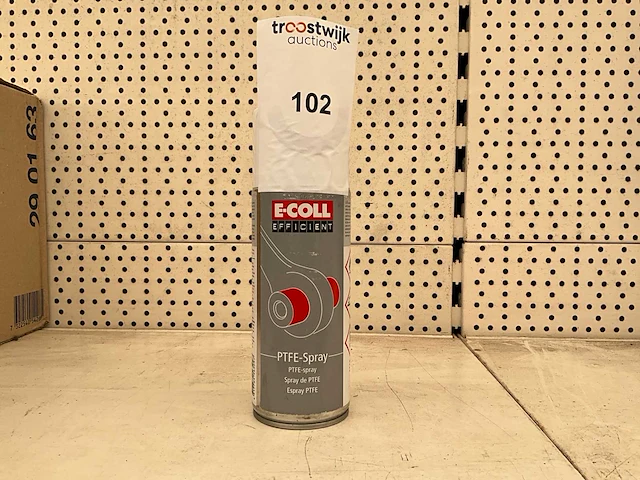 troostwijk
auctions
102
E-COLL
EFFICIENT
PTFE-Spray
PTFE-spray
Spray de PTFE
Espray PTFE
29 01 63